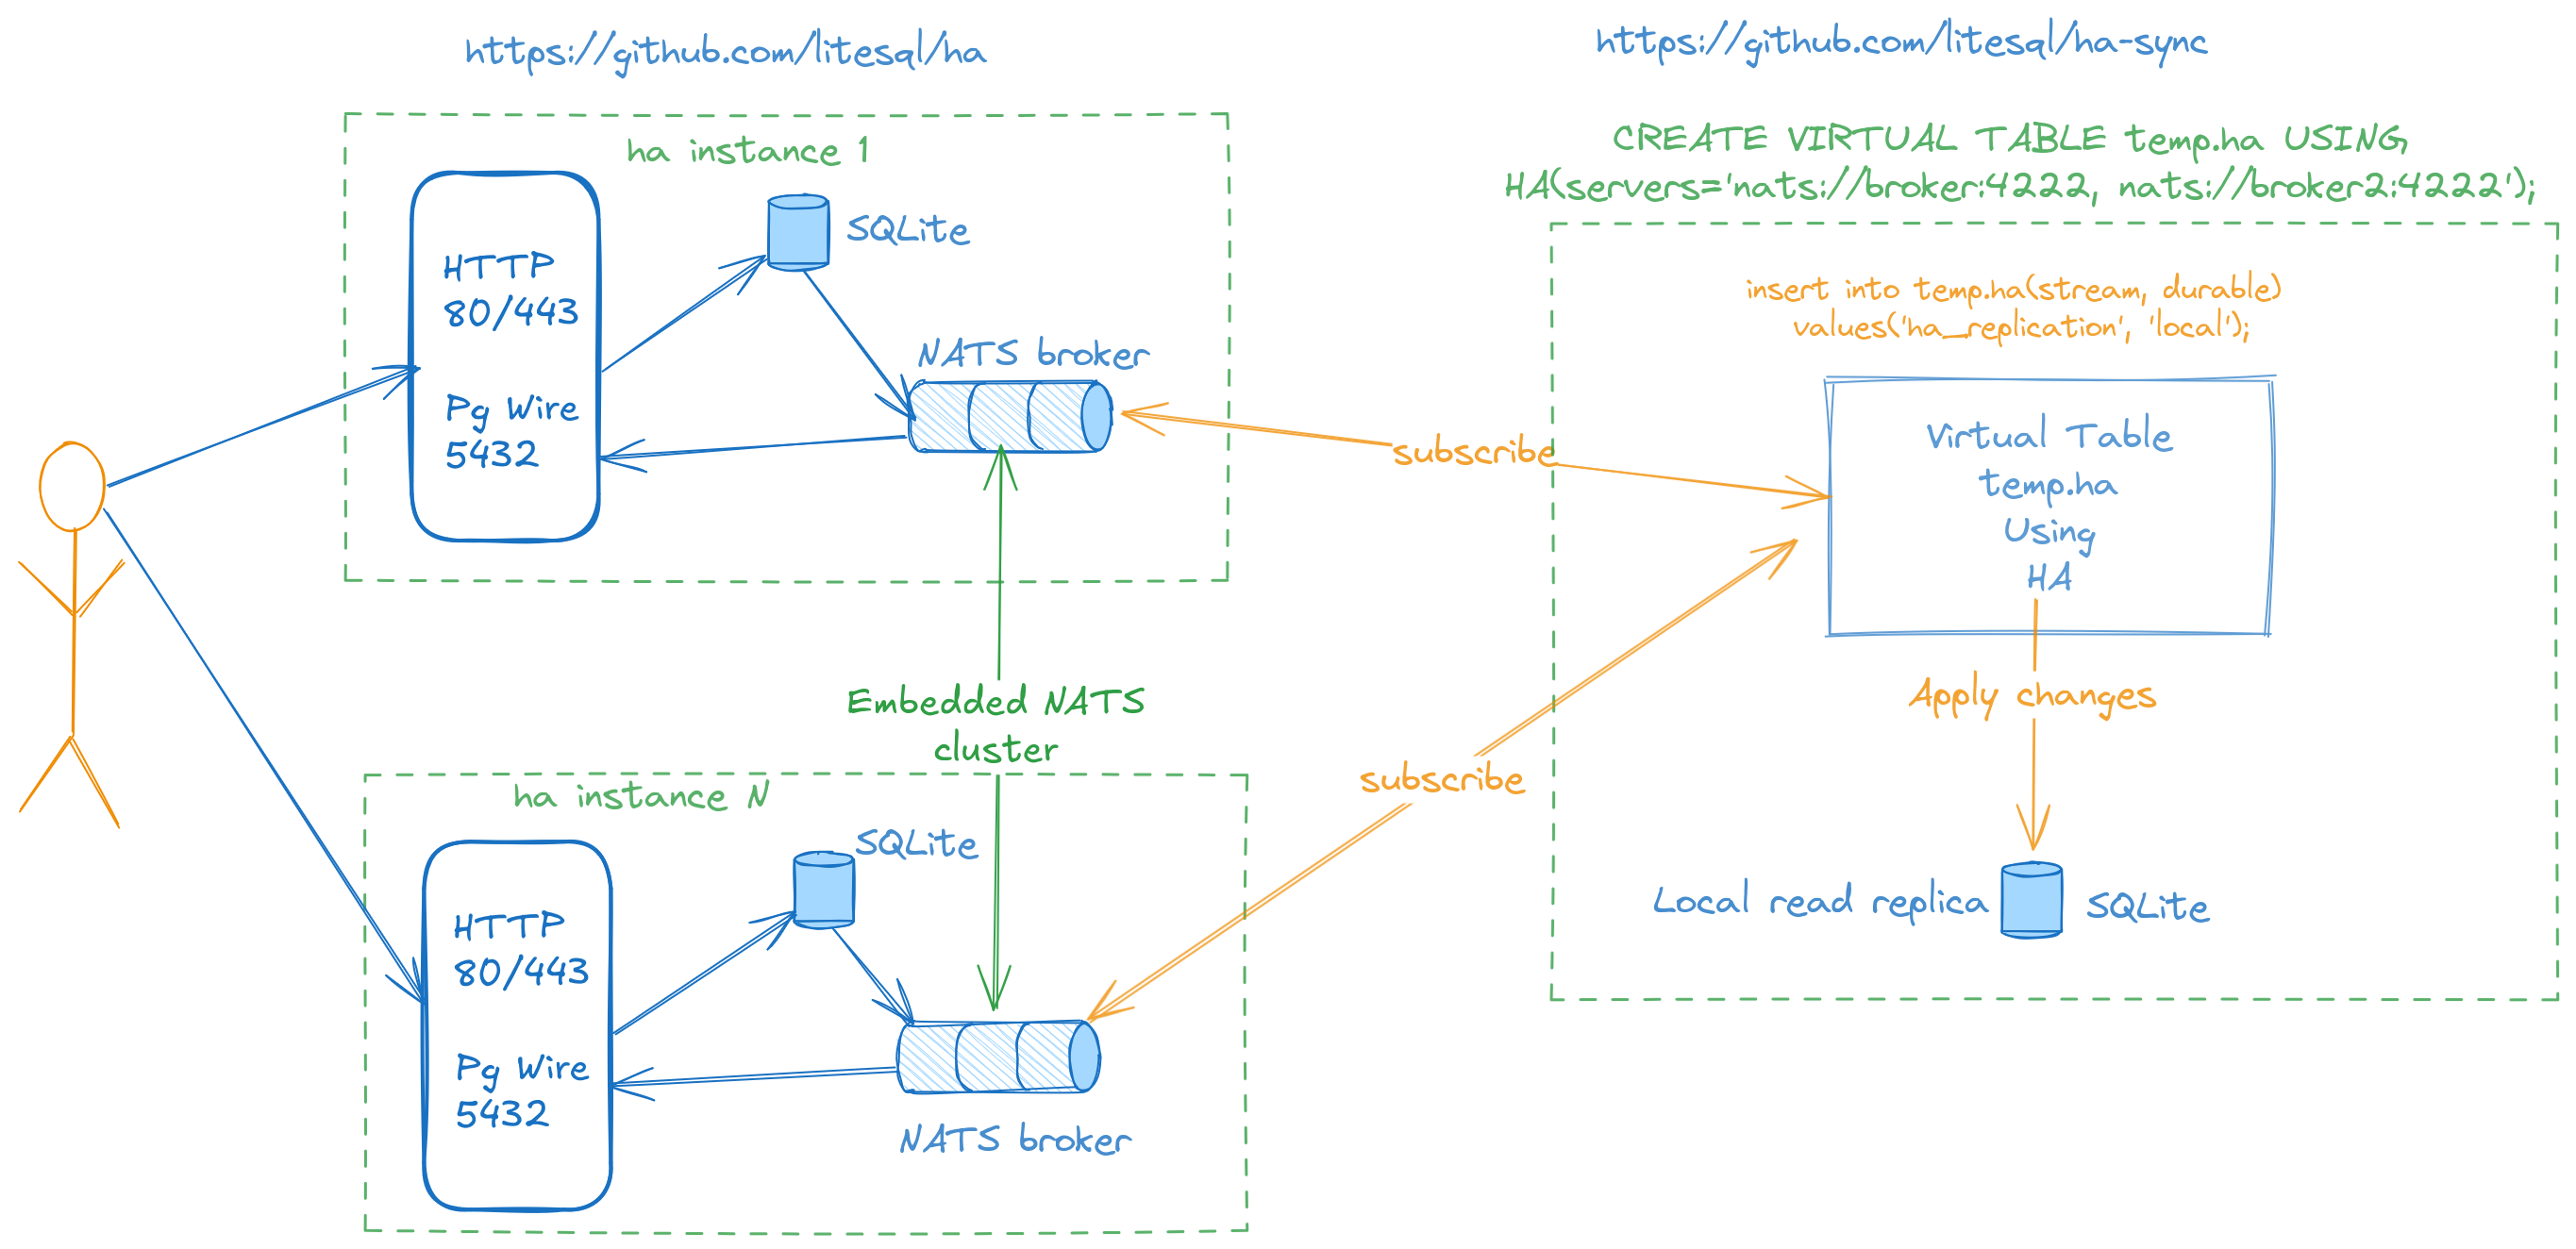 https://github.com/litesql/ha
ha instance 1
HTTP
80/443
Pg Wire
5432
SQLite
NATS broker
Embedded NATS
cluster
ha instance N
HTTP
80/443
Pg Wire
5432
SQLite
NATS broker
subscribe
subscribe
https://github.com/litesql/ha-sync
CREATE VIRTUAL TABLE temp.ha USING
HA(servers='nats://broker:4222, nats://broker2:4222');
insert into temp.ha(stream, durable)
values('ha_replication', 'local');
Virtual Table
temp.ha
Using
HA
Apply changes
Local read replica
SQLite